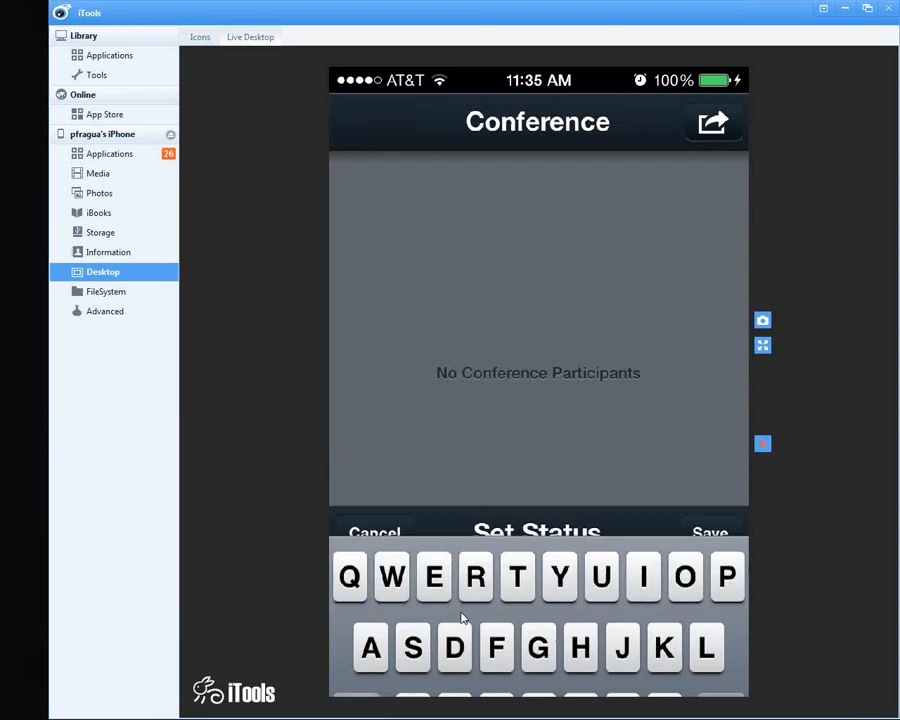 iTools
Library
Icons
Live Desktop
Applications
Tools
Online
App Store
pfragua's iPhone
Applications
26
Media
Photos
iBooks
Storage
Information
Desktop
FileSystem
Advanced
AT&T
11:35 AM
100%
Conference
No Conference Participants
Cancel
Set Status
Save
Q W E R T Y U I O P
A S D F G H J K L
iTools